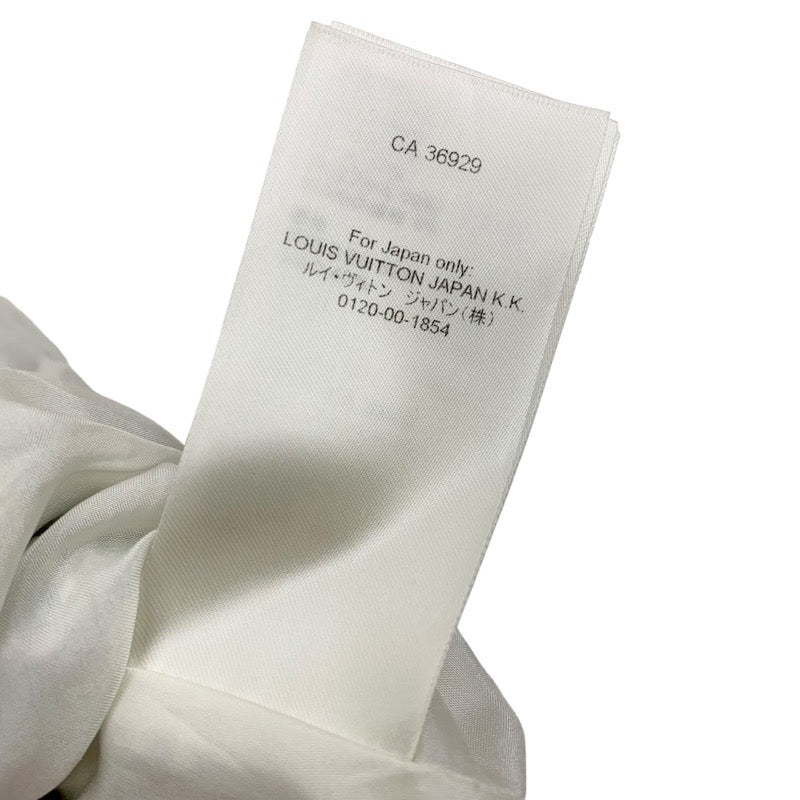 CA 36929
For Japan only:
LOUIS VUITTON JAPAN K.K.
ルイ・ヴィトン ジャパン(株)
0120-00-1854